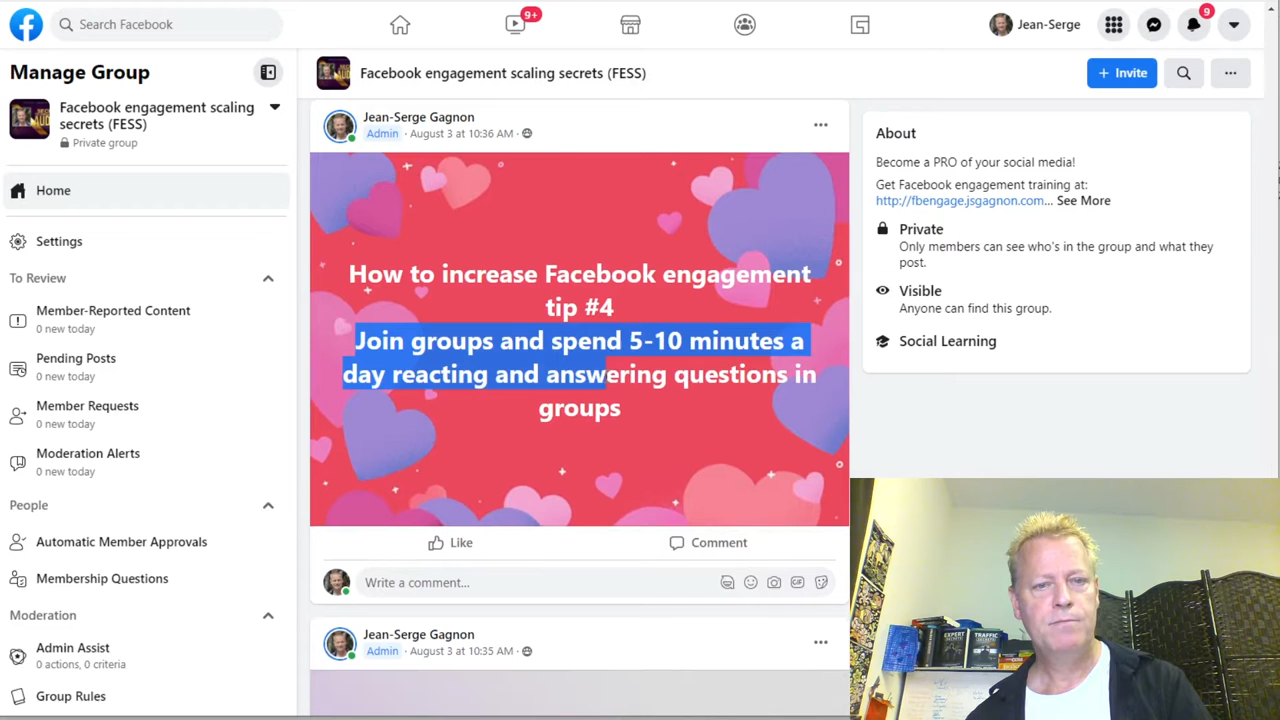 Search Facebook
9+
Jean-Serge
9
Manage Group
Facebook engagement scaling
secrets (FESS)
Private group
Home
Settings
To Review
Member-Reported Content
0 new today
Pending Posts
0 new today
Member Requests
0 new today
Moderation Alerts
0 new today
People
Automatic Member Approvals
Membership Questions
Moderation
Admin Assist
0 actions, 0 criteria
Group Rules
Facebook engagement scaling secrets (FESS)
+ Invite
Jean-Serge Gagnon
Admin · August 3 at 10:36 AM ·
How to increase Facebook engagement
tip #4
Join groups and spend 5-10 minutes a
day reacting and answering questions in
groups
Like
Comment
Write a comment...
GIF
Jean-Serge Gagnon
Admin · August 3 at 10:35 AM ·
About
Become a PRO of your social media!
Get Facebook engagement training at:
http://fbengage.jsgagnon.com... See More
Private
Only members can see who's in the group and what they
post.
Visible
Anyone can find this group.
Social Learning
EXPERT
SECRETS
TRAFFIC
SECRETS